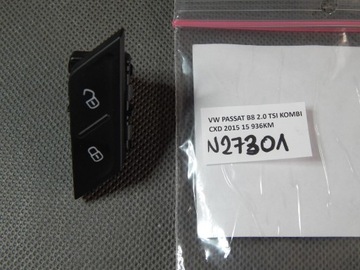 VW PASSAT B8 2.0 TSI KOMBI
CXD 2015 15 936KM
N27301